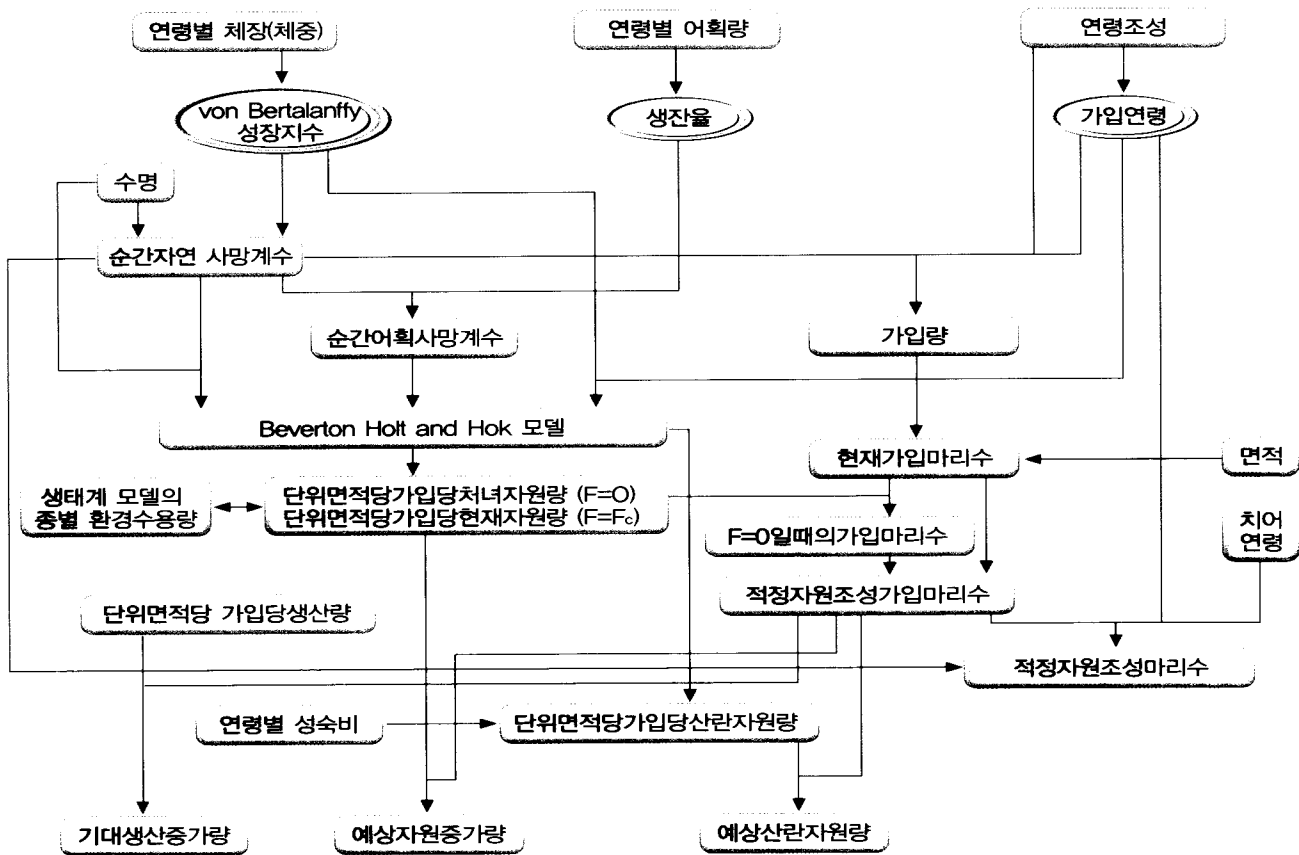 연령별 체장(체중)
연령별 어획량
연령조성
von Bertalanffy
성장지수
생잔율
가입연령
수명
순간자연 사망계수
순간어획사망계수
가입량
Beverton Holt and Hok 모델
현재가입마리수
면적
생태계 모델의
종별 환경수용량
단위면적당가입당처녀자원량 (F=O)
단위면적당가입당현재자원량 (F=Fc)
치어
연령
F=0일때의가입마리수
적정자원조성가입마리수
단위면적당 가입당생산량
적정자원조성마리수
연령별 성숙비
단위면적당가입당산란자원량
기대생산증가량
예상자원증가량
예상산란자원량